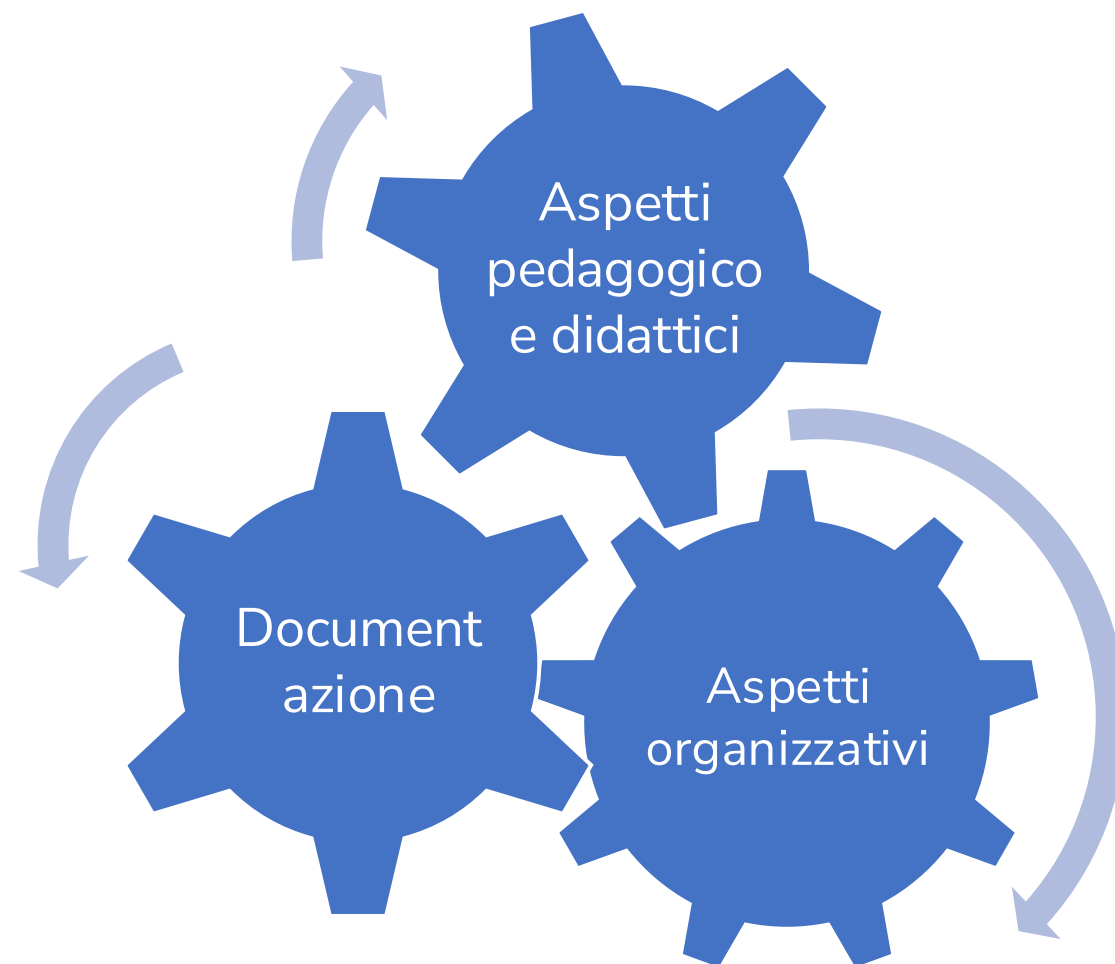 Aspetti
pedagogico
e didattici
Document
azione
Aspetti
organizzativi